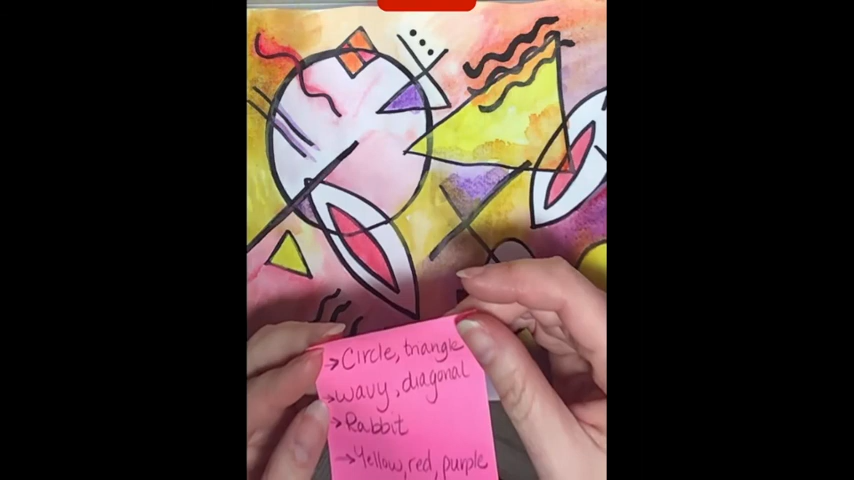 →Circle, triangle
→wavy, diagonal
→Rabbit
→Yellow, red, purple